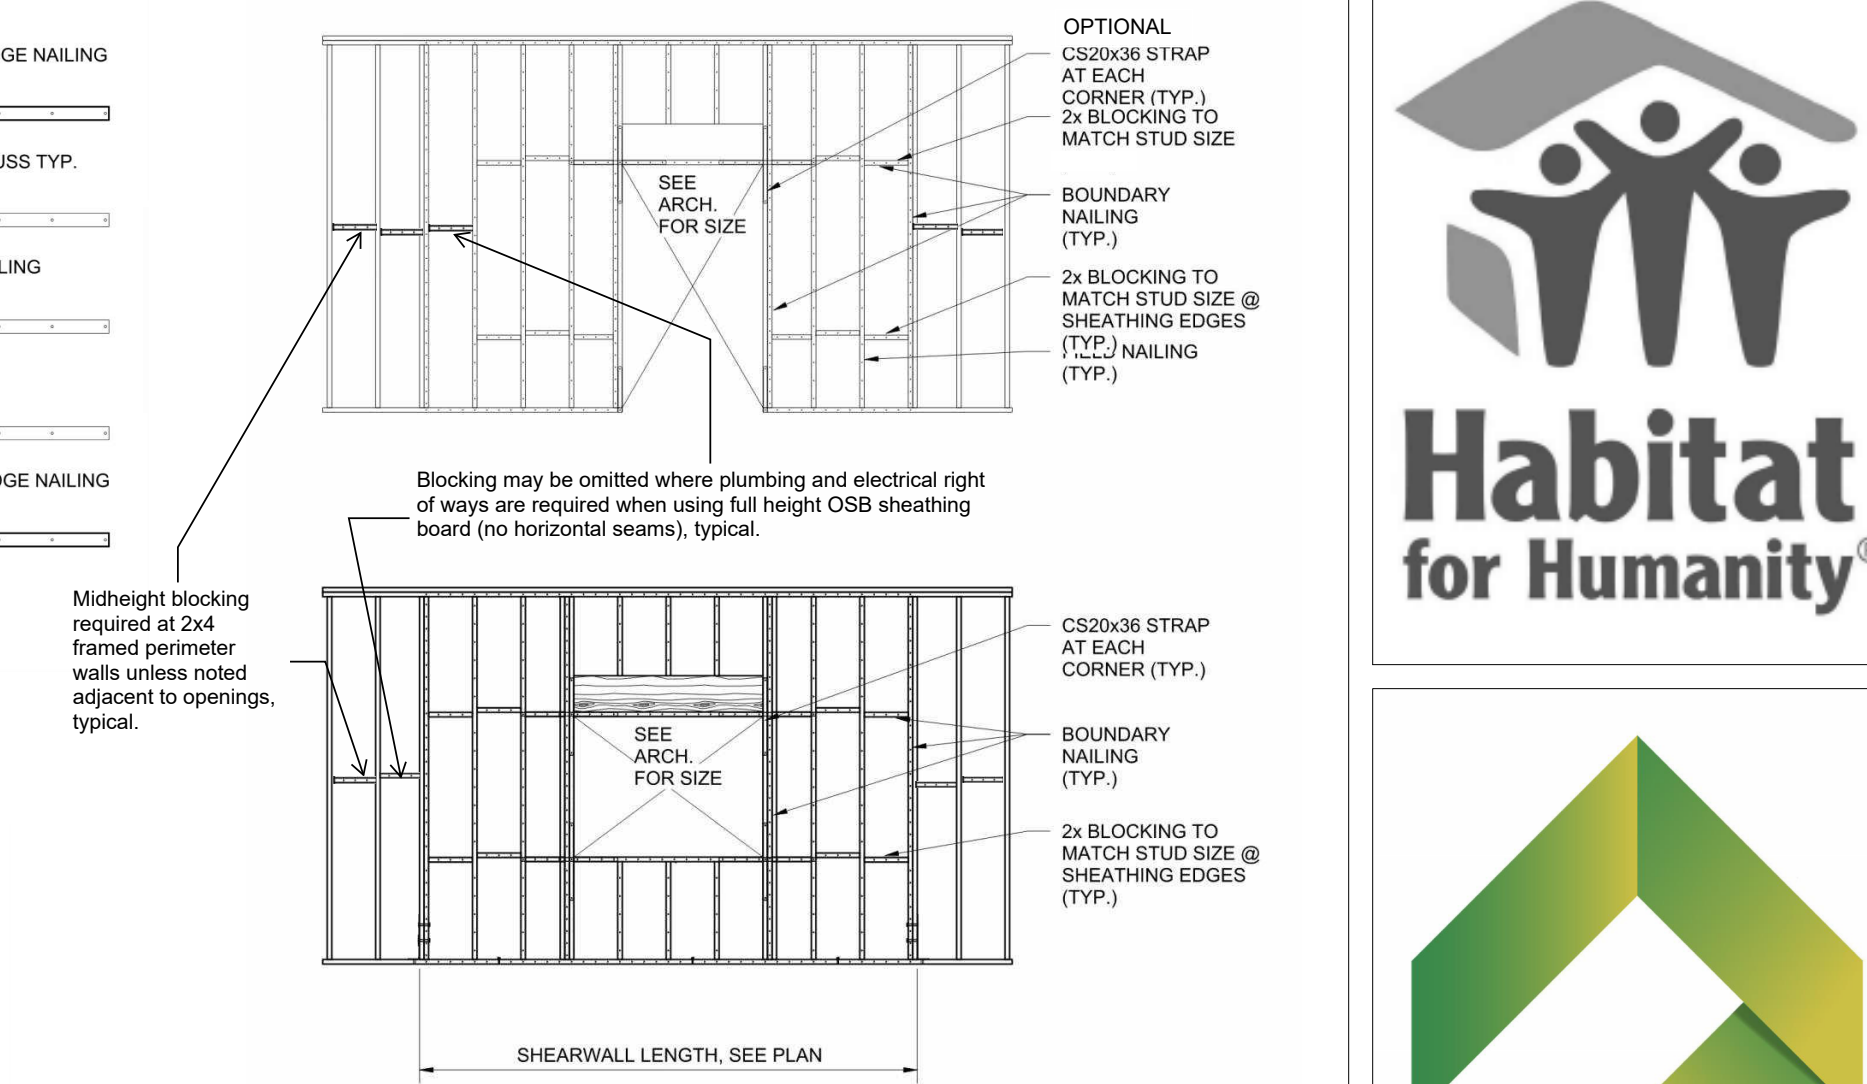 GE NAILING
USS TYP.
LING
GE NAILING
OPTIONAL
CS20x36 STRAP
AT EACH
CORNER (TYP.)
2x BLOCKING TO
MATCH STUD SIZE
SEE
ARCH.
FOR SIZE
BOUNDARY
NAILING
(TYP.)
2x BLOCKING TO
MATCH STUD SIZE @
SHEATHING EDGES
(TYP.)
NAILING
(TYP.)
Blocking may be omitted where plumbing and electrical right
of ways are required when using full height OSB sheathing
board (no horizontal seams), typical.
Midheight blocking
required at 2x4
framed perimeter
walls unless noted
adjacent to openings,
typical.
CS20x36 STRAP
AT EACH
CORNER (TYP.)
SEE
ARCH.
FOR SIZE
BOUNDARY
NAILING
(TYP.)
2x BLOCKING TO
MATCH STUD SIZE @
SHEATHING EDGES
(TYP.)
SHEARWALL LENGTH, SEE PLAN
Habitat
for Humanity®